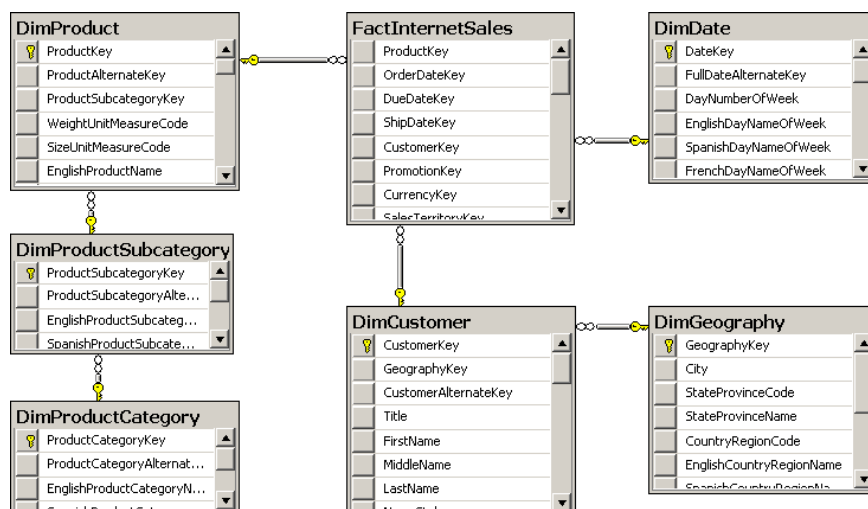 DimProduct
ProductKey
ProductAlternateKey
ProductSubcategoryKey
WeightUnitMeasureCode
SizeUnitMeasureCode
EnglishProductName
FactInternetSales
ProductKey
OrderDateKey
DueDateKey
ShipDateKey
CustomerKey
PromotionKey
CurrencyKey
SalesTerritoryKey
DimDate
DateKey
FullDateAlternateKey
DayNumberOfWeek
EnglishDayNameOfWeek
SpanishDayNameOfWeek
FrenchDayNameOfWeek
DimProductSubcategory
ProductSubcategoryKey
ProductSubcategoryAlte...
EnglishProductSubcateg...
SpanishProductSubcate...
DimProductCategory
ProductCategoryKey
ProductCategoryAlternat...
EnglishProductCategoryN...
DimCustomer
CustomerKey
GeographyKey
CustomerAlternateKey
Title
FirstName
MiddleName
LastName
DimGeography
GeographyKey
City
StateProvinceCode
StateProvinceName
CountryRegionCode
EnglishCountryRegionName
SpanishCountryRegionNa...